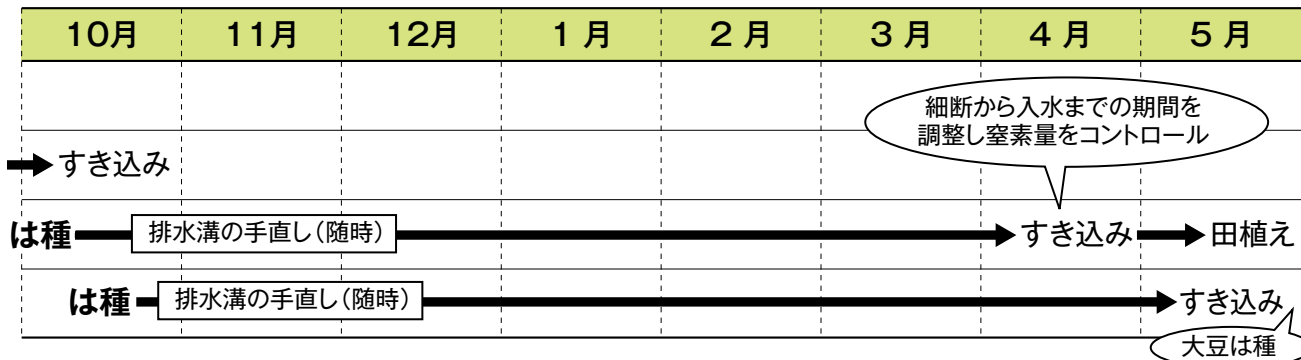 10月 11月 12月 1月 2月 3月 4月 5月
細断から入水までの期間を
調整し窒素量をコントロール
すき込み
は種 排水溝の手直し（随時） すき込み 田植え
は種 排水溝の手直し（随時） すき込み
大豆は種